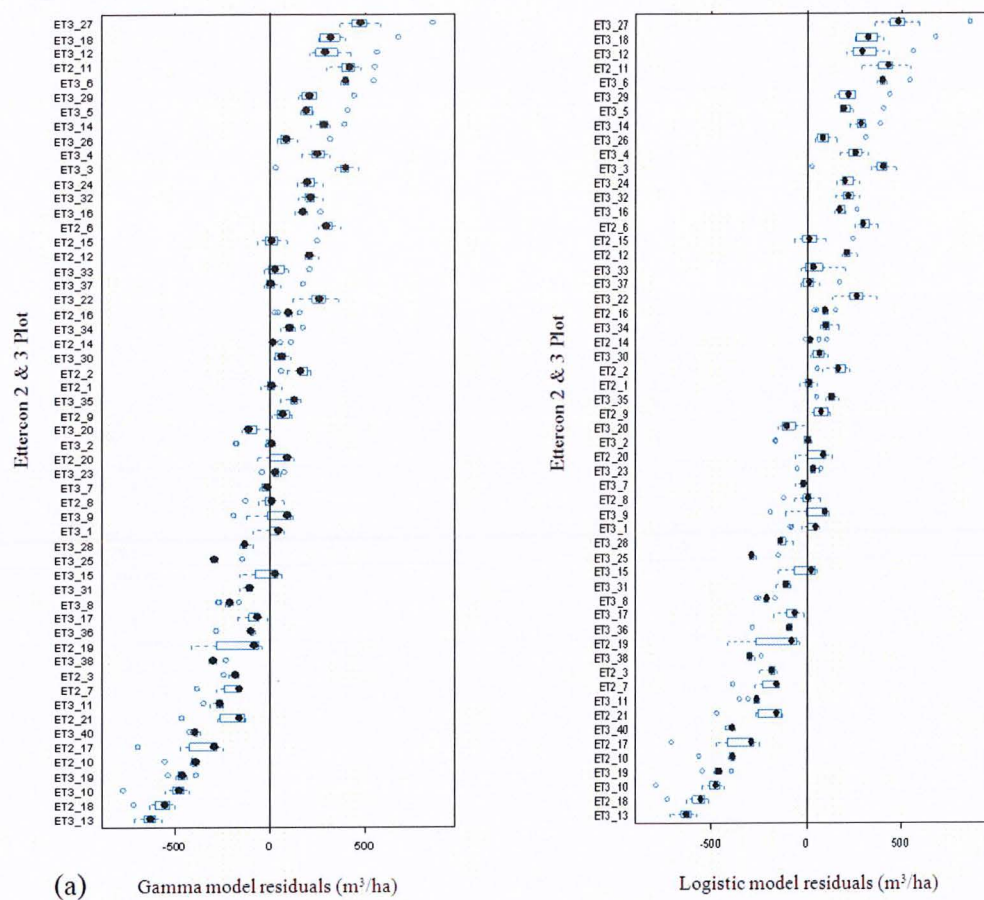 Ettercon 2 & 3 Plot
ET3_27
ET3_18
ET3_12
ET2_11
ET3_6
ET3_29
ET3_5
ET3_14
ET3_26
ET3_4
ET3_3
ET3_24
ET3_32
ET3_16
ET2_6
ET2_15
ET2_12
ET3_33
ET3_37
ET3_22
ET2_16
ET3_34
ET2_14
ET3_30
ET2_2
ET2_1
ET3_35
ET2_9
ET3_20
ET3_2
ET2_20
ET3_23
ET3_7
ET2_8
ET3_9
ET3_1
ET3_28
ET3_25
ET3_15
ET3_31
ET3_8
ET3_17
ET3_36
ET2_19
ET3_38
ET2_3
ET2_7
ET3_11
ET2_21
ET3_40
ET2_17
ET2_10
ET3_19
ET3_10
ET2_18
ET3_13
-500 0 500
(a) Gamma model residuals (m³/ha)
Ettercon 2 & 3 Plot
ET3_27
ET3_18
ET3_12
ET2_11
ET3_6
ET3_29
ET3_5
ET3_14
ET3_26
ET3_4
ET3_3
ET3_24
ET3_32
ET3_16
ET2_6
ET2_15
ET2_12
ET3_33
ET3_37
ET3_22
ET2_16
ET3_34
ET2_14
ET3_30
ET2_2
ET2_1
ET3_35
ET2_9
ET3_20
ET3_2
ET2_20
ET3_23
ET3_7
ET2_8
ET3_9
ET3_1
ET3_28
ET3_25
ET3_15
ET3_31
ET3_8
ET3_17
ET3_36
ET2_19
ET3_38
ET2_3
ET2_7
ET3_11
ET2_21
ET3_40
ET2_17
ET2_10
ET3_19
ET3_10
ET2_18
ET3_13
-500 0 500
Logistic model residuals (m³/ha)